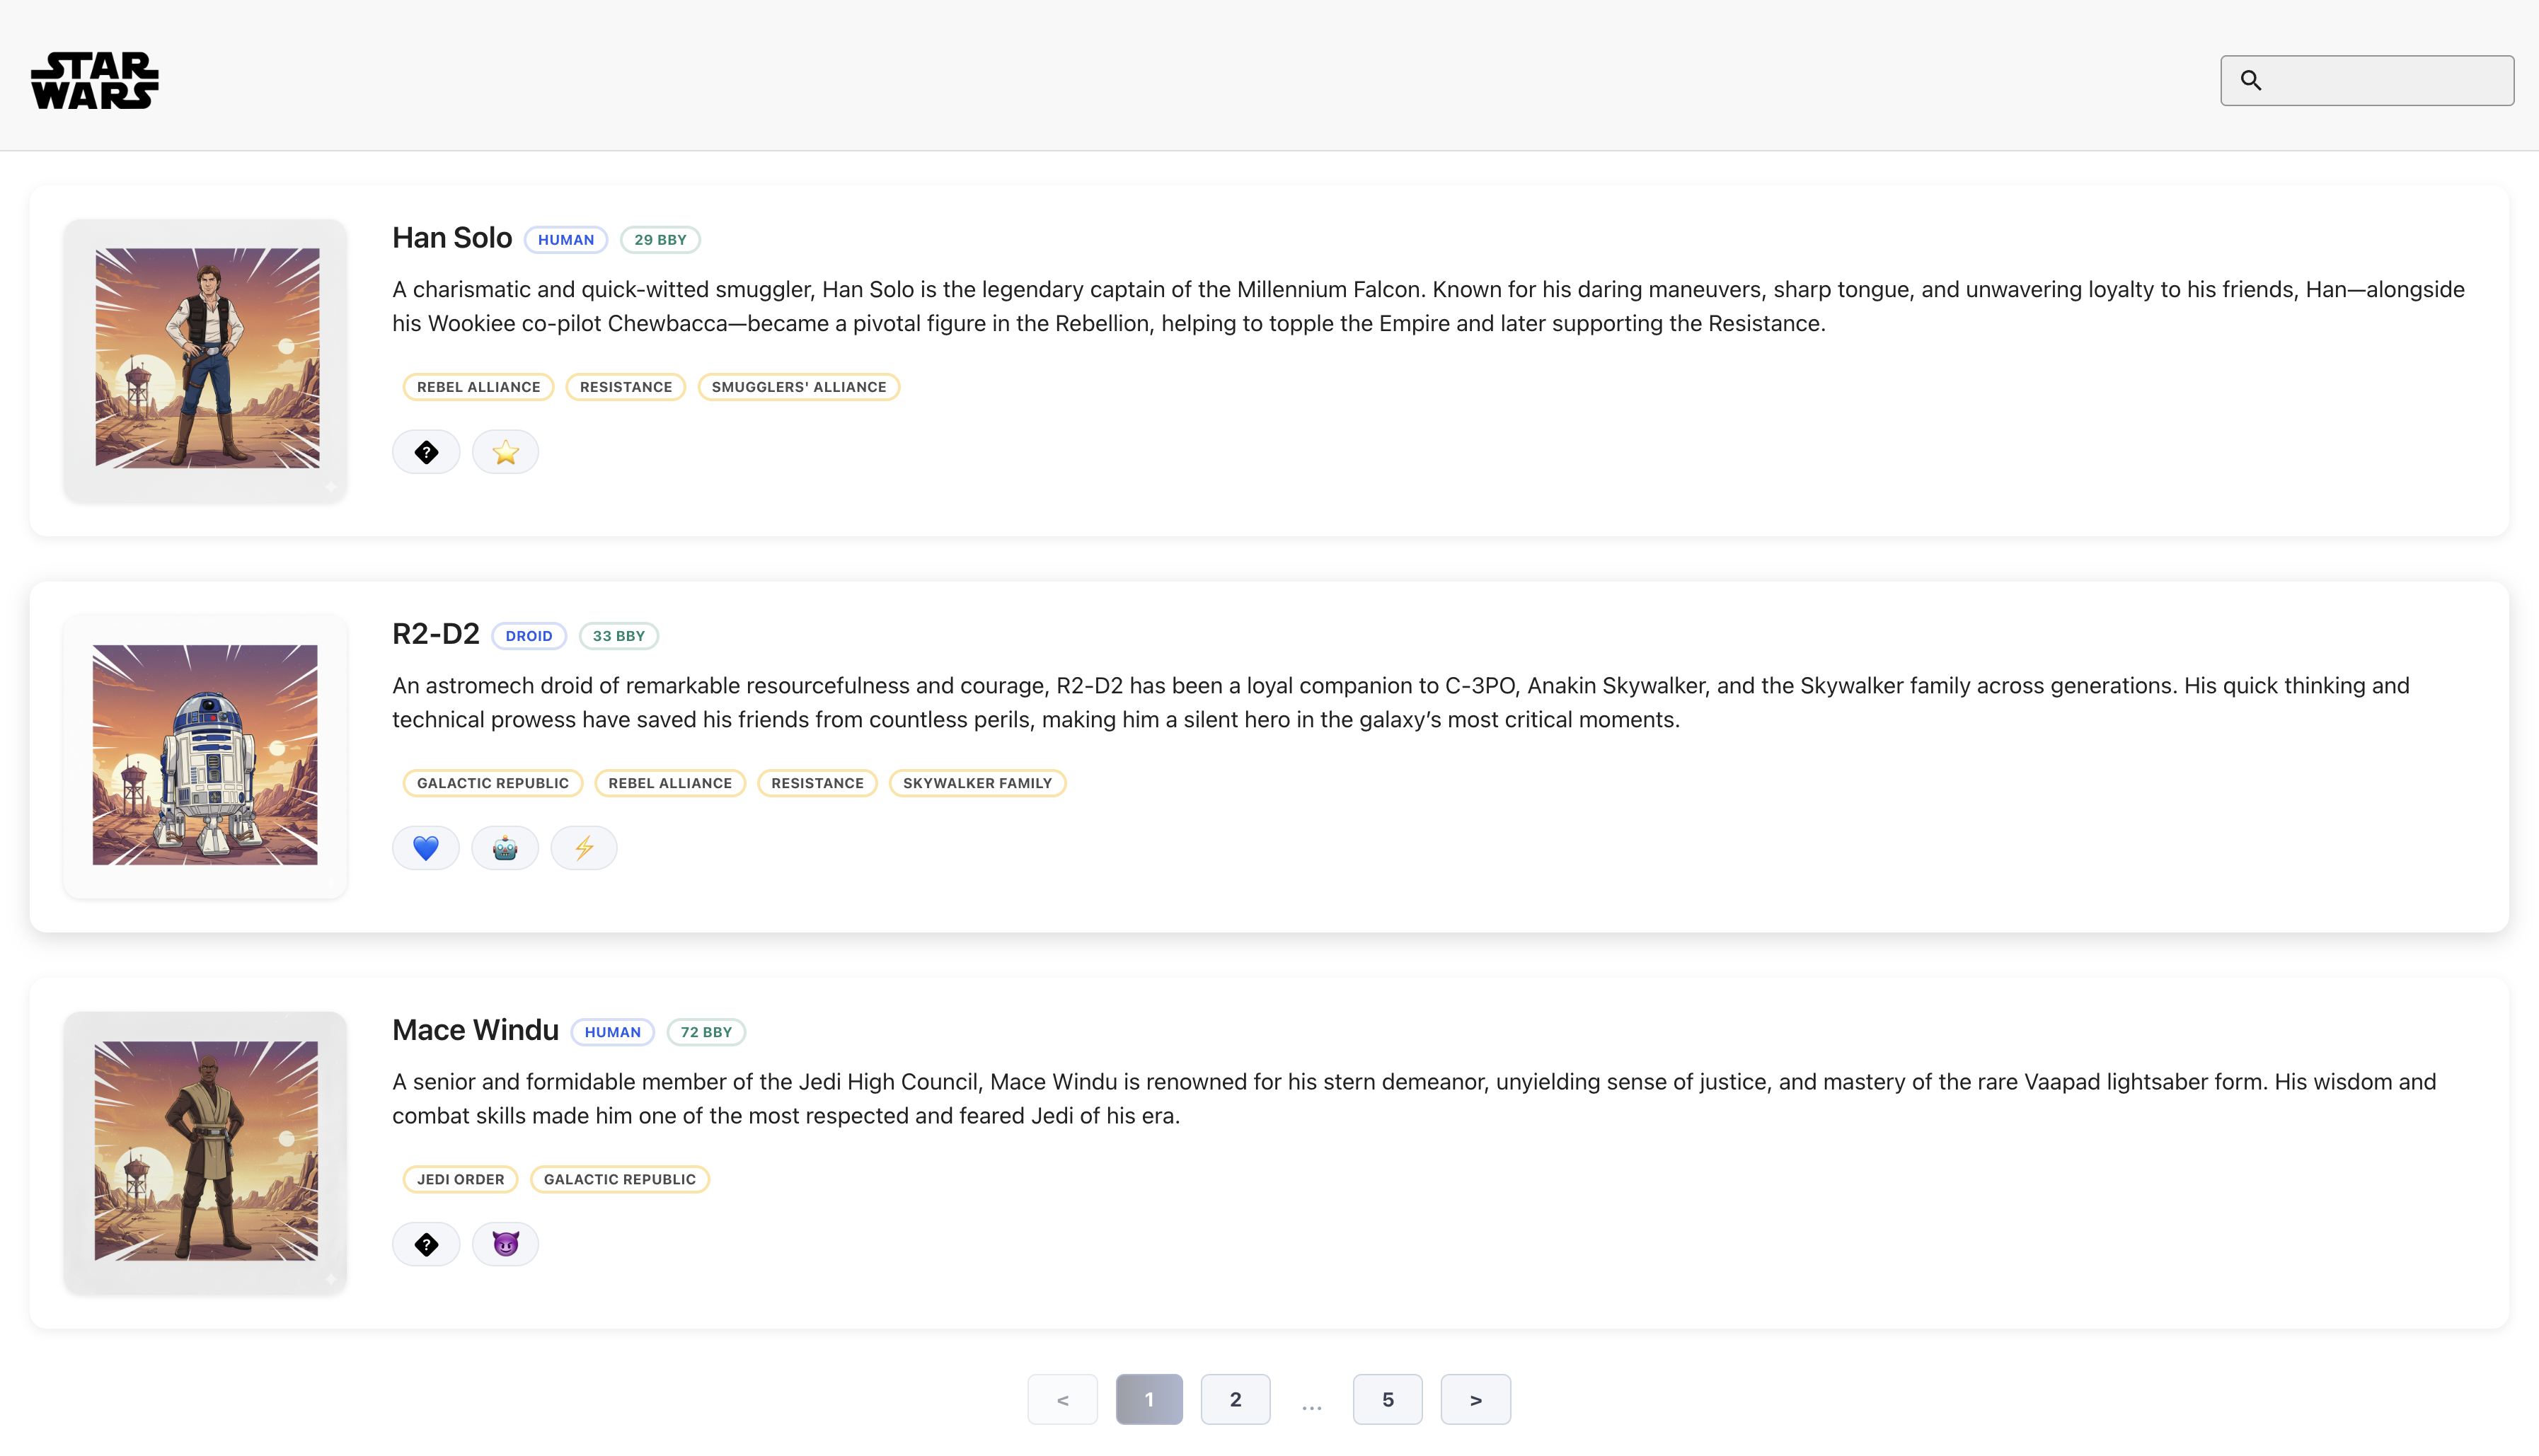 STAR
WARS
Han Solo HUMAN 29 BBY
A charismatic and quick-witted smuggler, Han Solo is the legendary captain of the Millennium Falcon. Known for his daring maneuvers, sharp tongue, and unwavering loyalty to his friends, Han—alongside
his Wookiee co-pilot Chewbacca—became a pivotal figure in the Rebellion, helping to topple the Empire and later supporting the Resistance.
REBEL ALLIANCE RESISTANCE SMUGGLERS' ALLIANCE
?
R2-D2 DROID 33 BBY
An astromech droid of remarkable resourcefulness and courage, R2-D2 has been a loyal companion to C-3PO, Anakin Skywalker, and the Skywalker family across generations. His quick thinking and
technical prowess have saved his friends from countless perils, making him a silent hero in the galaxy’s most critical moments.
GALACTIC REPUBLIC REBEL ALLIANCE RESISTANCE SKYWALKER FAMILY
Mace Windu HUMAN 72 BBY
A senior and formidable member of the Jedi High Council, Mace Windu is renowned for his stern demeanor, unyielding sense of justice, and mastery of the rare Vaapad lightsaber form. His wisdom and
combat skills made him one of the most respected and feared Jedi of his era.
JEDI ORDER GALACTIC REPUBLIC
?
< 1 2 ... 5 >